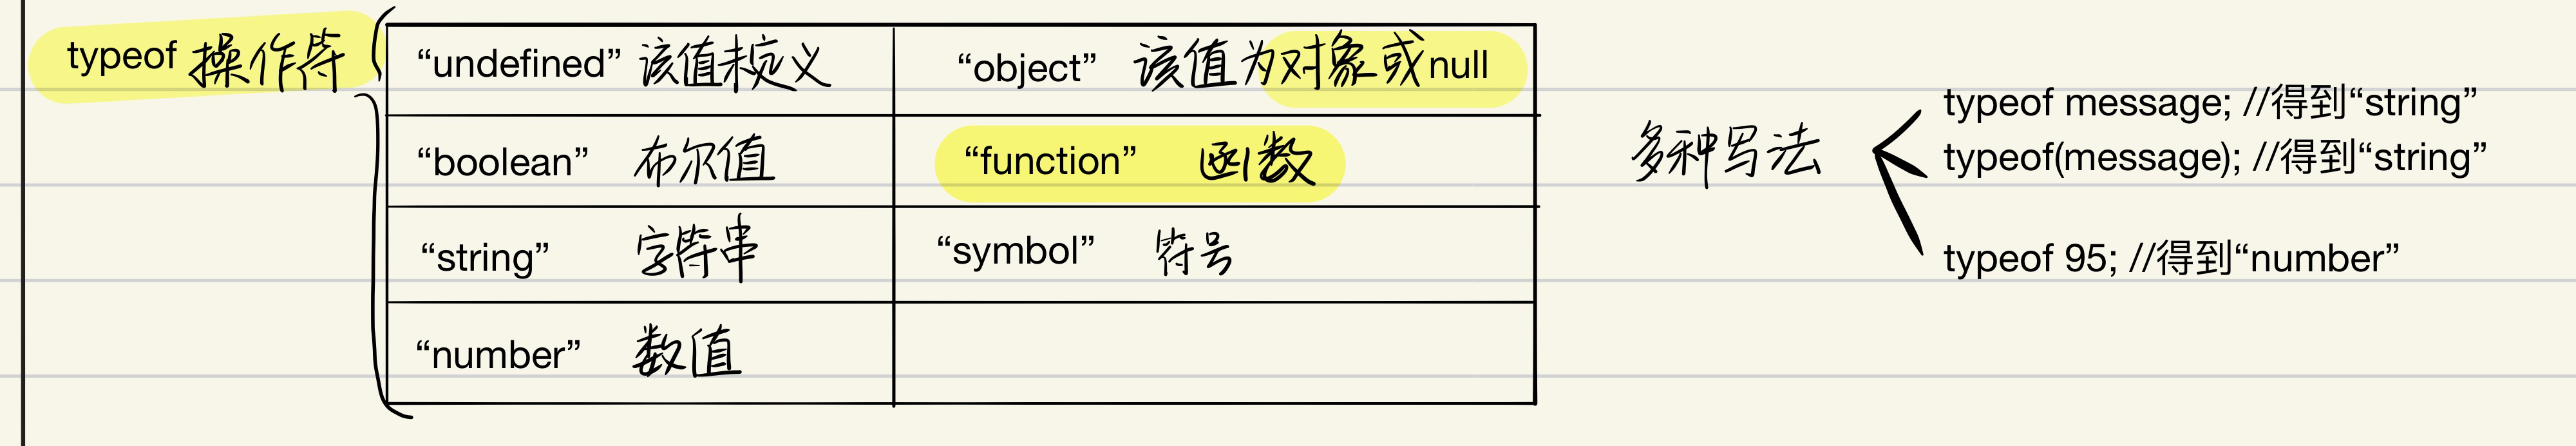 typeof 操作符
“undefined” 该值未定义 “object” 该值为对象或null
“boolean” 布尔值 “function” 函数
“string” 字符串 “symbol” 符号
“number” 数值
多种写法
typeof message; //得到“string”
typeof(message); //得到“string”
typeof 95; //得到“number”